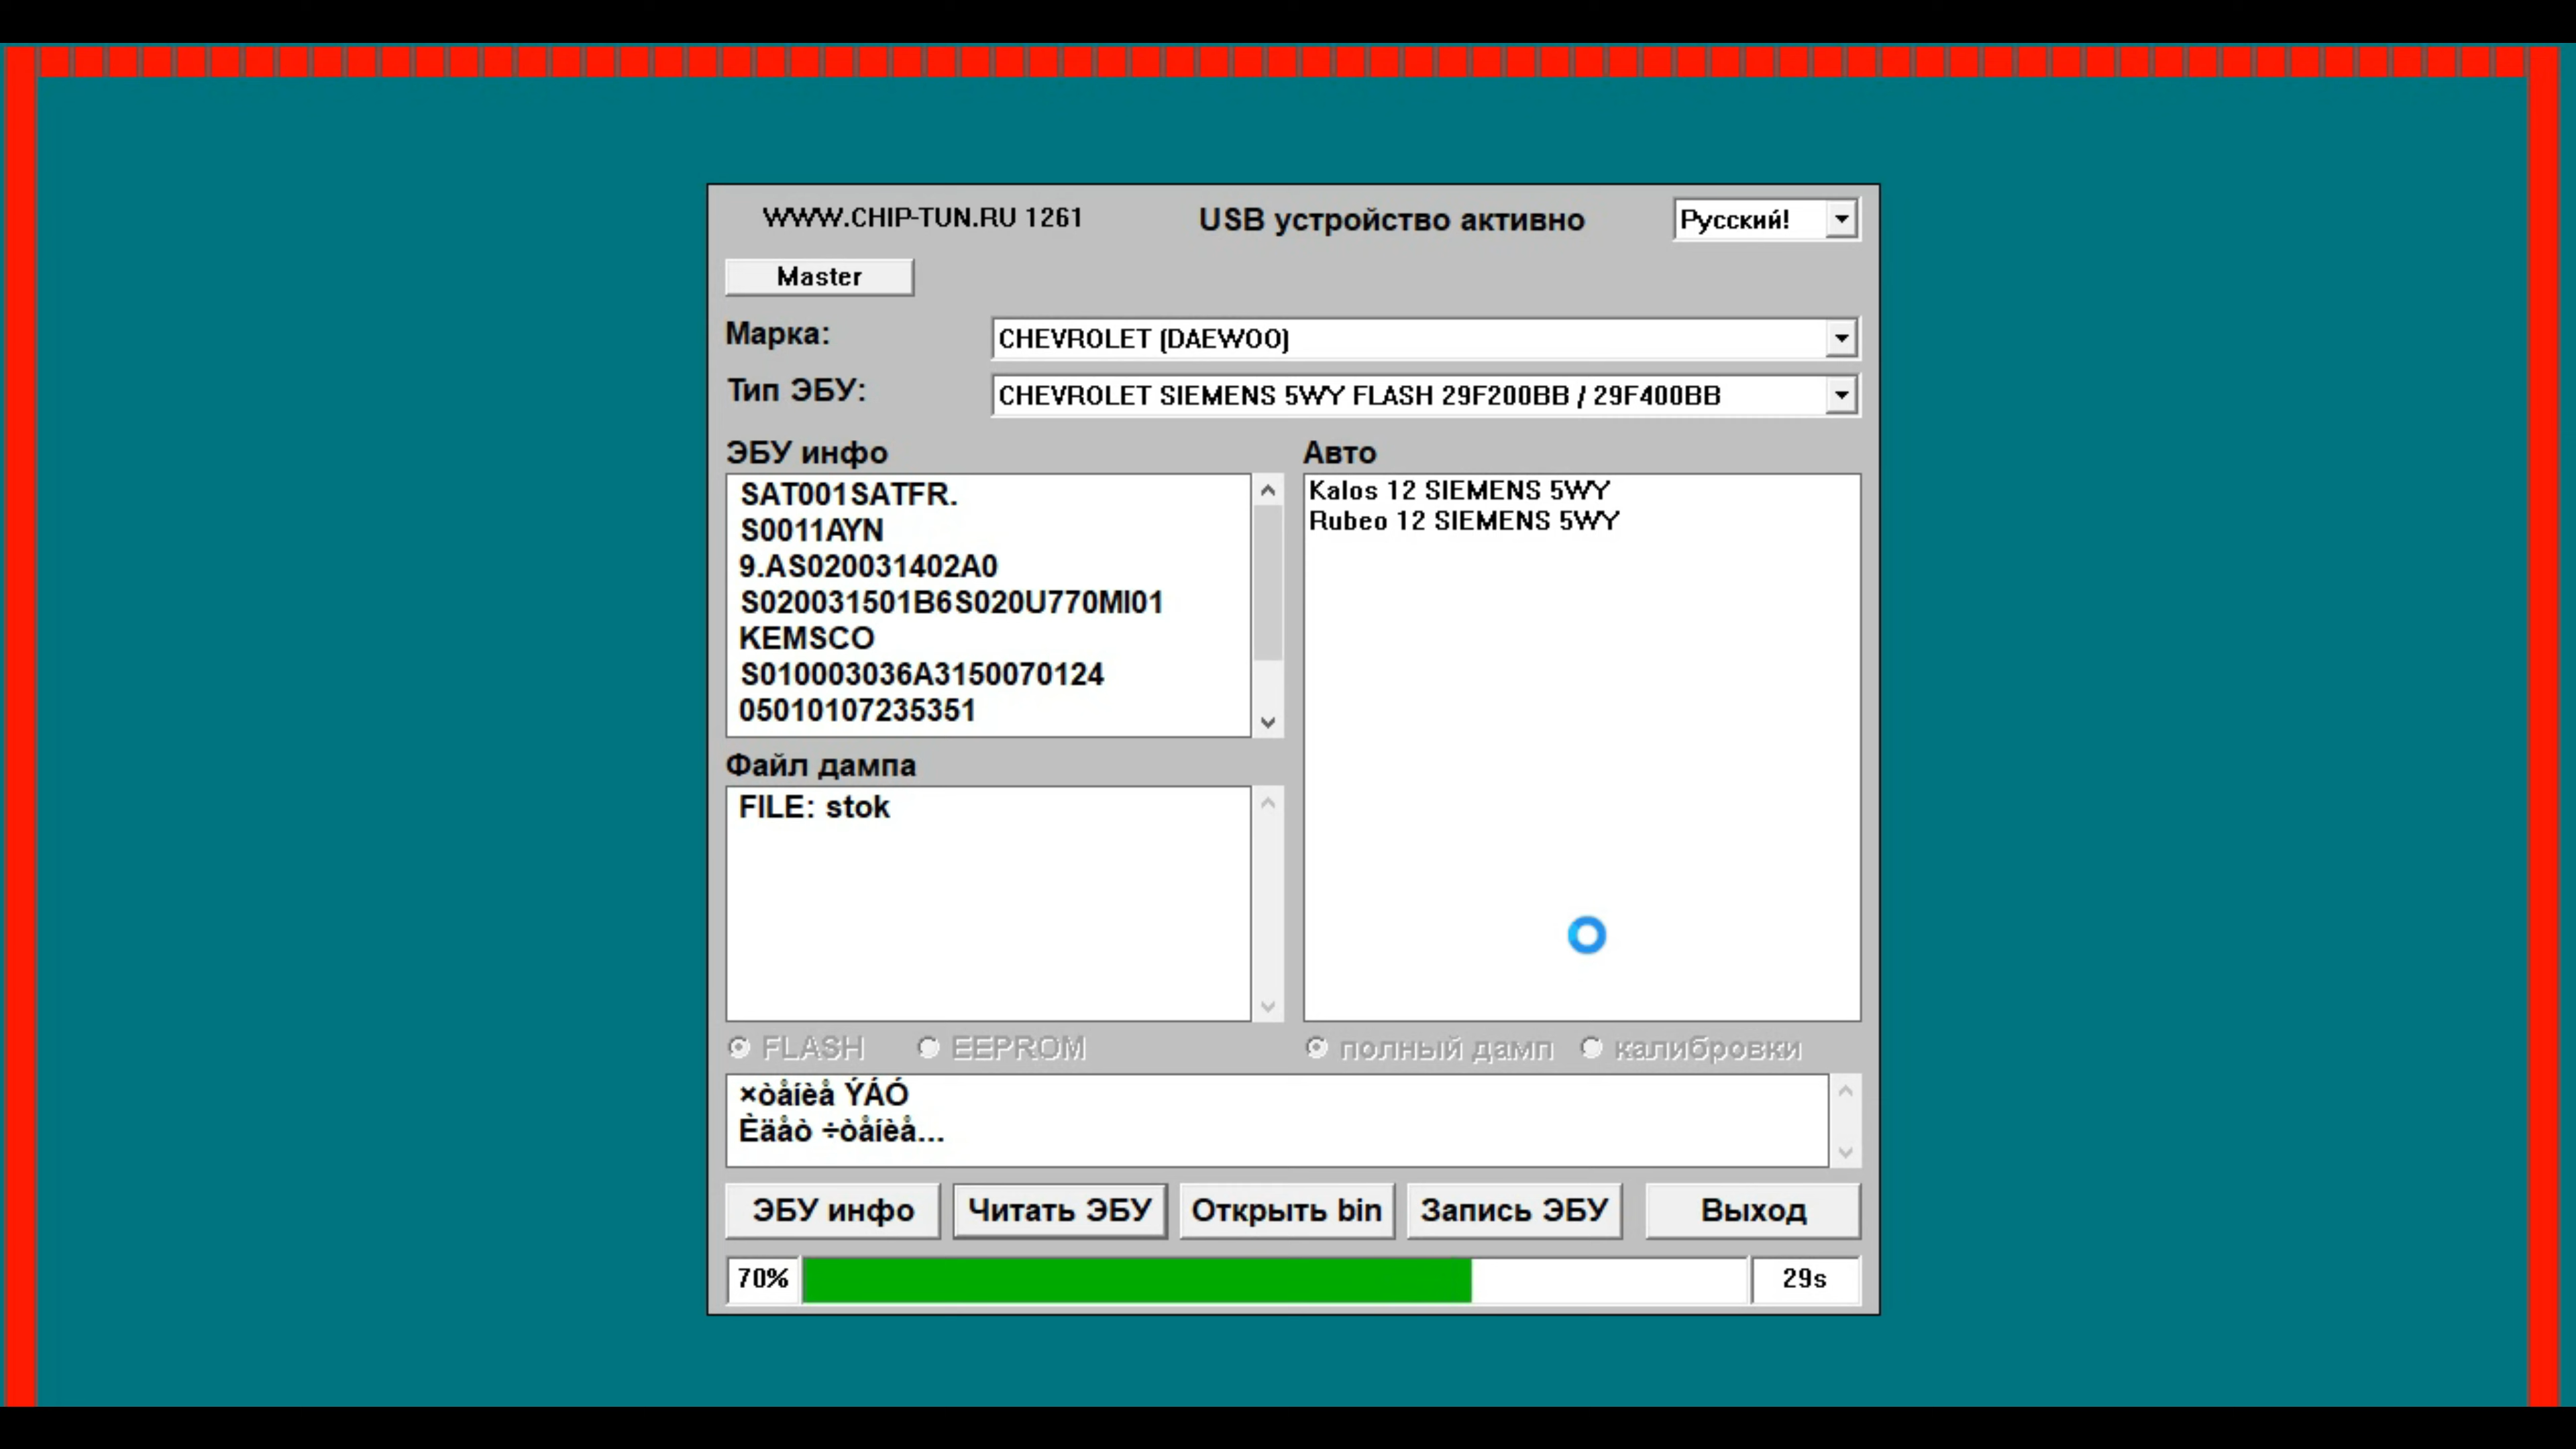 WWW.CHIP-TUN.RU 1261
USB устройство активно
Русский!
Master
Марка:
CHEVROLET (DAEWOO)
Тип ЭБУ:
CHEVROLET SIEMENS 5WY FLASH 29F200BB / 29F400BB
ЭБУ инфо
SAT001SATFR.
S0011AYN
9.AS020031402A0
S020031501B6S020U770MI01
KEMSCO
S010003036A3150070124
05010107235351
Авто
Kalos 12 SIEMENS 5WY
Rubeo 12 SIEMENS 5WY
Файл дампа
FILE: stok
FLASH
EEPROM
полный дамп
калибровки
×òåíèå ÝÁÓ
Èäåò ÷òåíèå...
ЭБУ инфо
Читать ЭБУ
Открыть bin
Запись ЭБУ
Выход
70%
29s